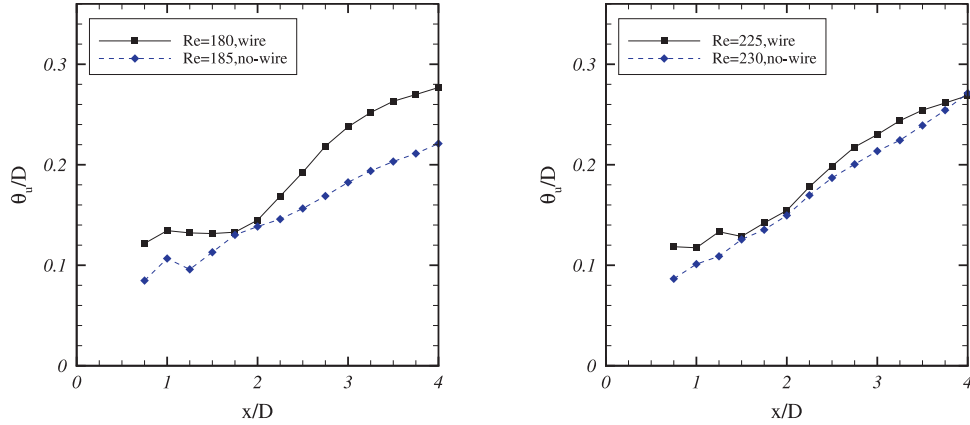 Re=180,wire
Re=185,no-wire
0.3
0.2
0.1
0
θu/D
0 1 2 3 4
x/D
Re=225,wire
Re=230,no-wire
0.3
0.2
0.1
0
θu/D
0 1 2 3 4
x/D